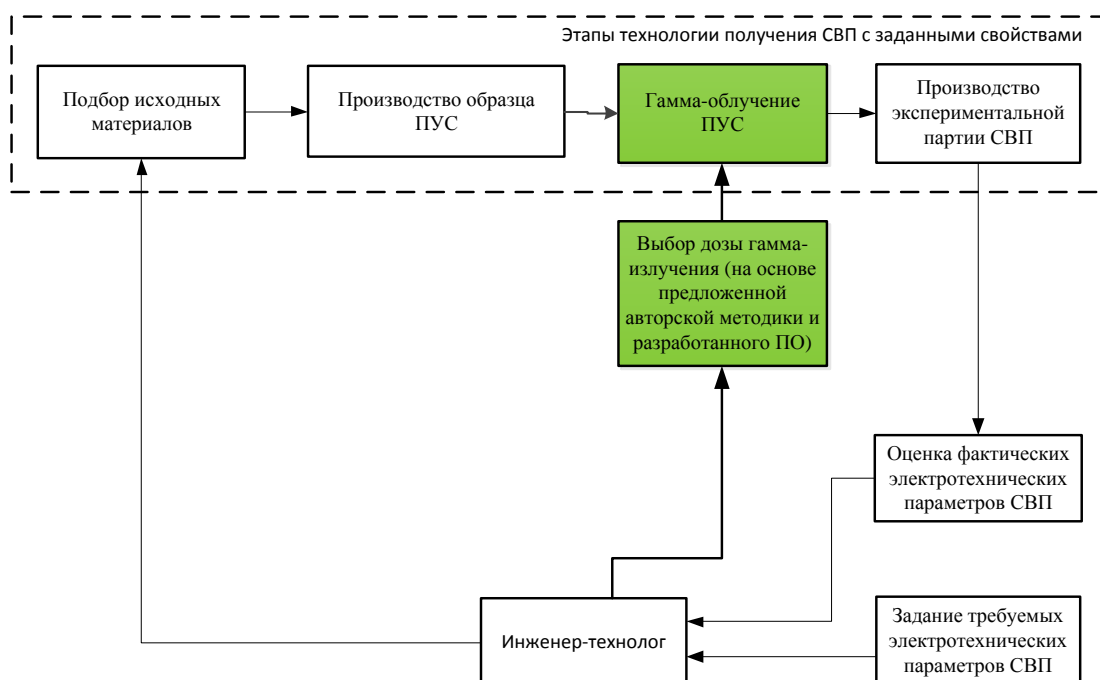 Этапы технологии получения СВП с заданными свойствами
Подбор исходных
материалов
Производство образца
ПУС
Гамма-облучение
ПУС
Производство
экспериментальной
партии СВП
Выбор дозы гамма-
излучения (на основе
предложенной
авторской методики и
разработанного ПО)
Оценка фактических
электротехнических
параметров СВП
Инженер-технолог
Задание требуемых
электротехнических
параметров СВП